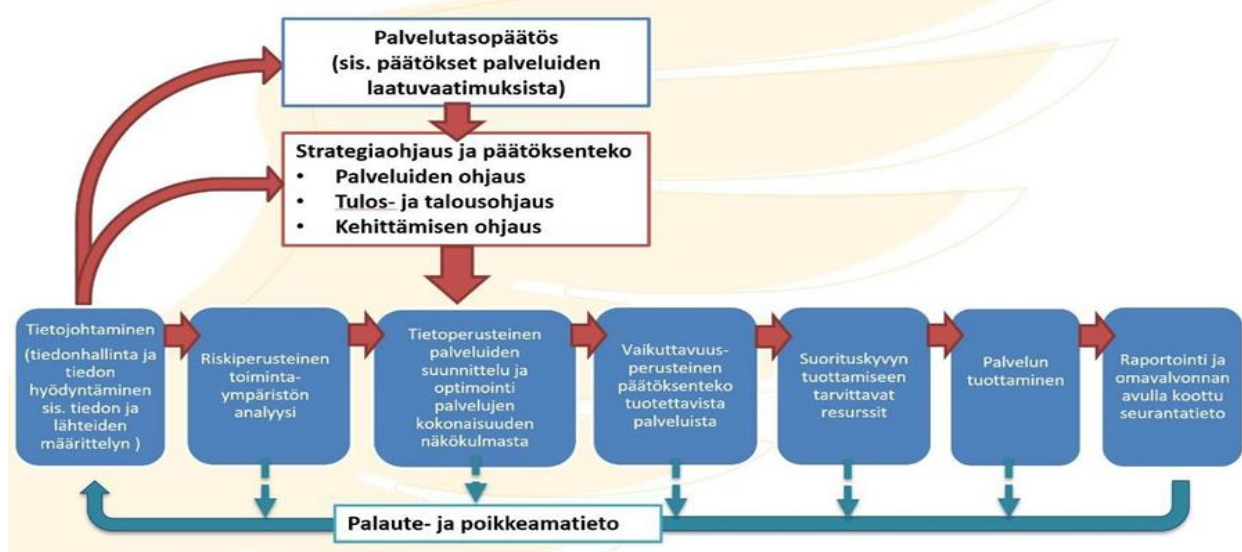 Palvelutasopäätös
(sis. päätökset palveluiden
laatuvaatimuksista)
Strategiaohjaus ja päätöksenteko
• Palveluiden ohjaus
• Tulos- ja talousohjaus
• Kehittämisen ohjaus
Tietojohtaminen
(tiedonhallinta ja
tiedon
hyödyntäminen
sis. tiedon ja
lähteiden
määrittelyn )
Riskiperusteinen
toiminta-
ympäristön
analyysi
Tietoperusteinen
palveluiden
suunnittelu ja
optimointi
palvelujen
kokonaisuuden
näkökulmasta
Vaikuttavuus-
perusteinen
päätöksenteko
tuotettavista
palveluista
Suorituskyvyn
tuottamiseen
tarvittavat
resurssit
Palvelun
tuottaminen
Raportointi ja
omavalvonnan
avulla koottu
seurantatieto
Palaute- ja poikkeamatieto